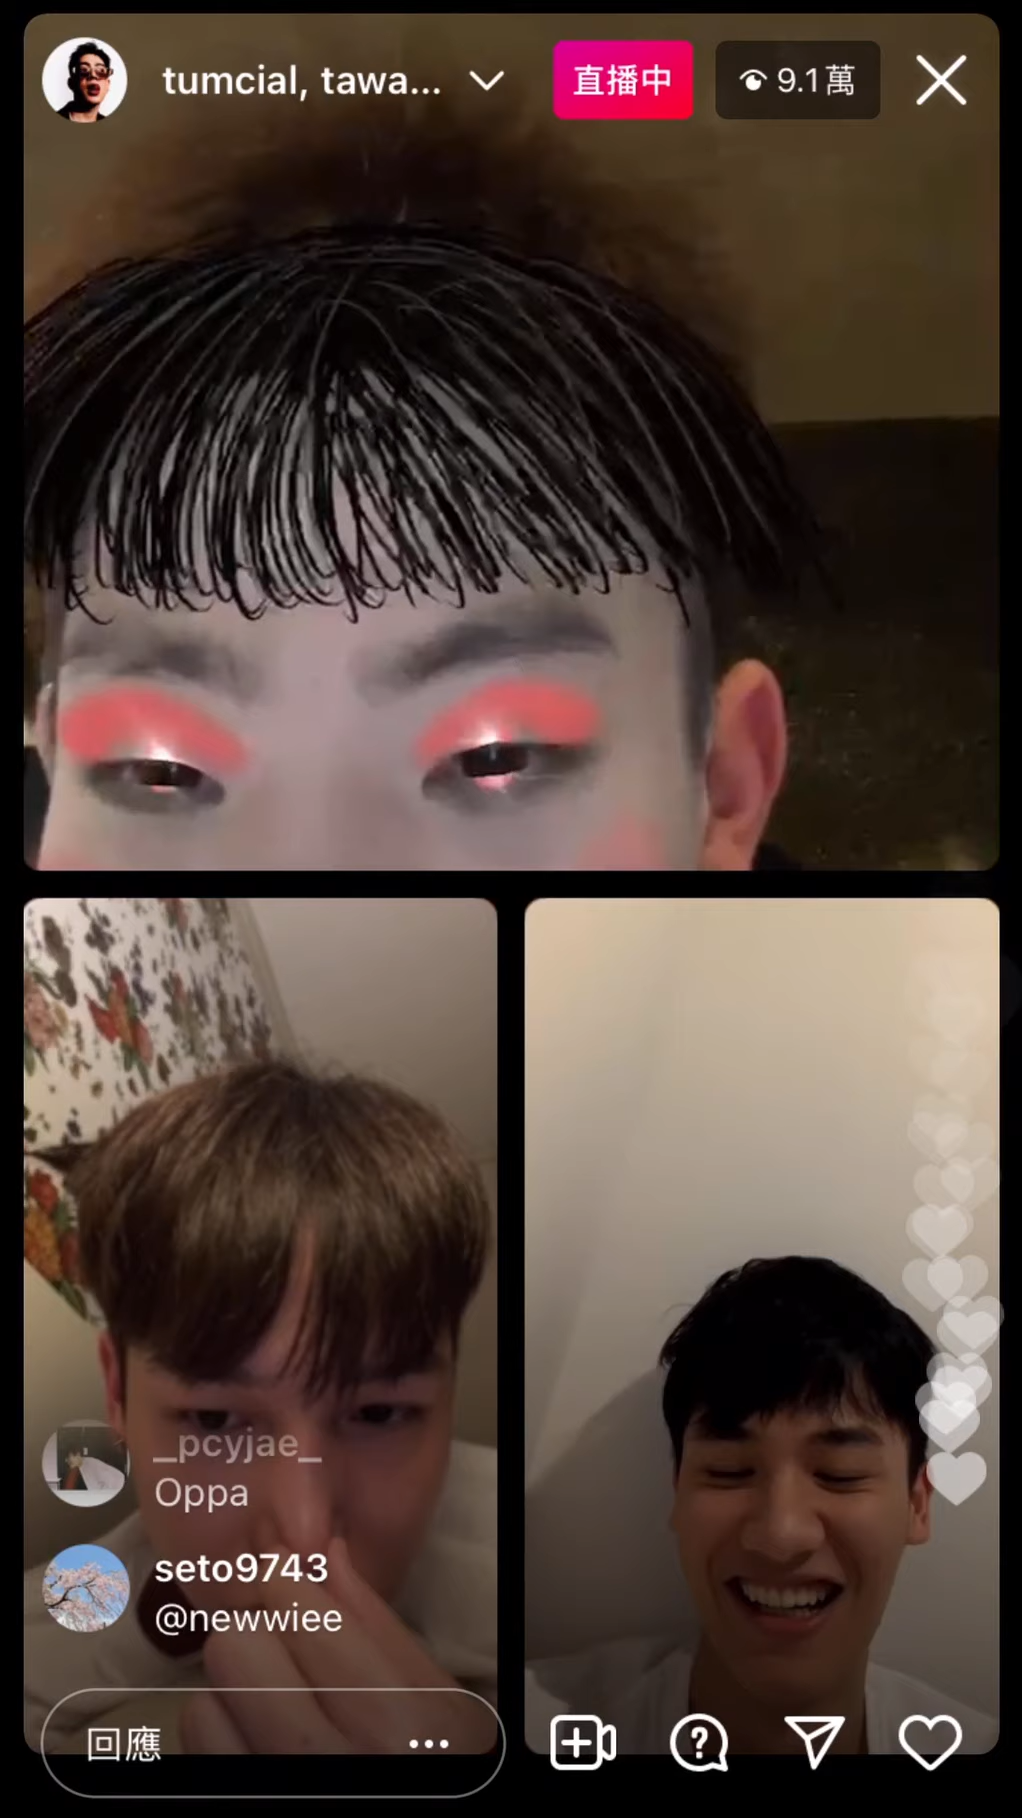 tumcial, tawa...
直播中
9.1萬
_pcyjae_
Oppa
seto9743
@newwiee
回應